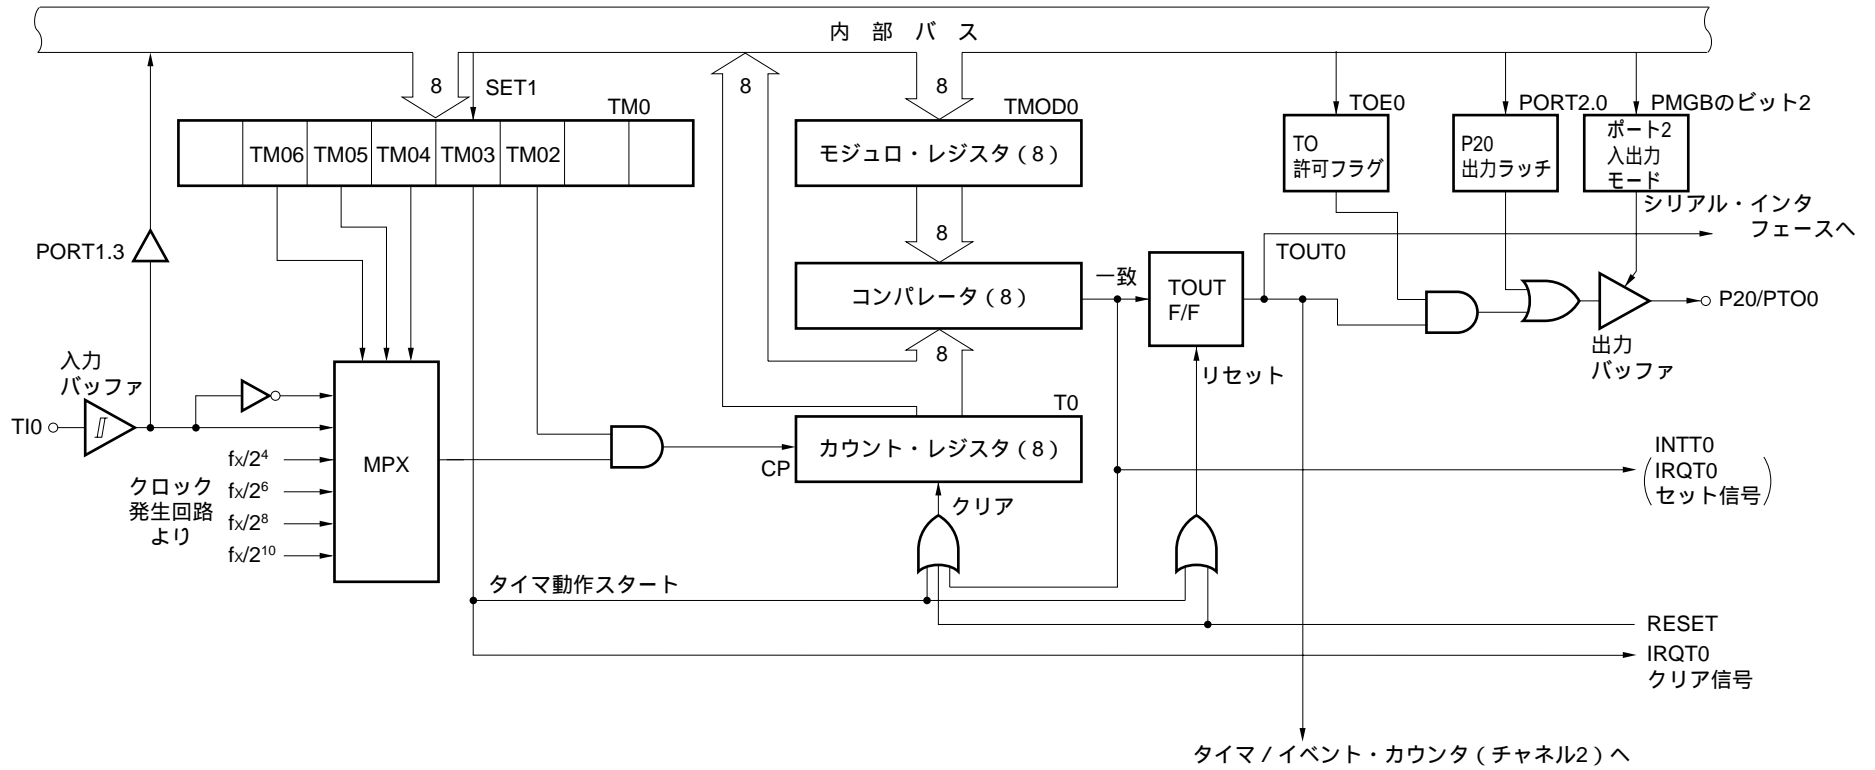 内部バス
8
SET1
TM0
TM06
TM05
TM04
TM03
TM02
8
8
TMOD0
モジュロ・レジスタ(8)
8
コンパレータ(8)
8
T0
カウント・レジスタ(8)
CP
クリア
一致
TOUT
F/F
リセット
TOUT0
TOE0
TO
許可フラグ
PORT2.0
P20
出力ラッチ
PMGBのビット2
ポート2
入出力
モード
シリアル・インタ
フェースへ
P20/PTO0
出力
バッファ
PORT1.3
入力
バッファ
TI0
fX/2⁴
fX/2⁶
fX/2⁸
fX/2¹⁰
クロック
発生回路
より
MPX
タイマ動作スタート
INTT0
(IRQT0
セット信号)
RESET
IRQT0
クリア信号
タイマ/イベント・カウンタ(チャネル2)へ